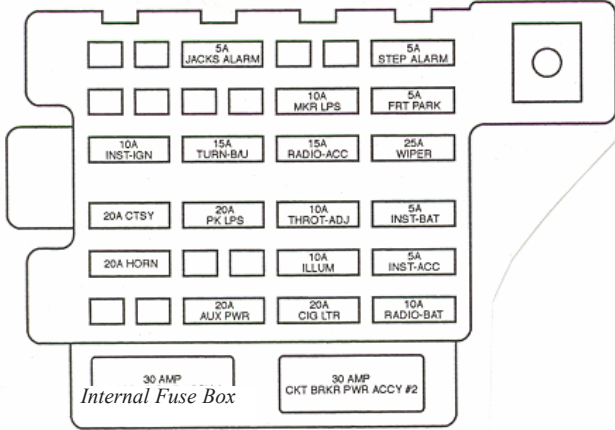 5A
JACKS ALARM
5A
STEP ALARM
10A
MKR LPS
5A
FRT PARK
10A
INST-IGN
15A
TURN-B/U
15A
RADIO-ACC
25A
WIPER
20A CTSY
20A
PK LPS
10A
THROT-ADJ
5A
INST-BAT
20A HORN
10A
ILLUM
5A
INST-ACC
20A
AUX PWR
20A
CIG LTR
10A
RADIO-BAT
30 AMP
Internal Fuse Box
30 AMP
CKT BRKR PWR ACCY #2